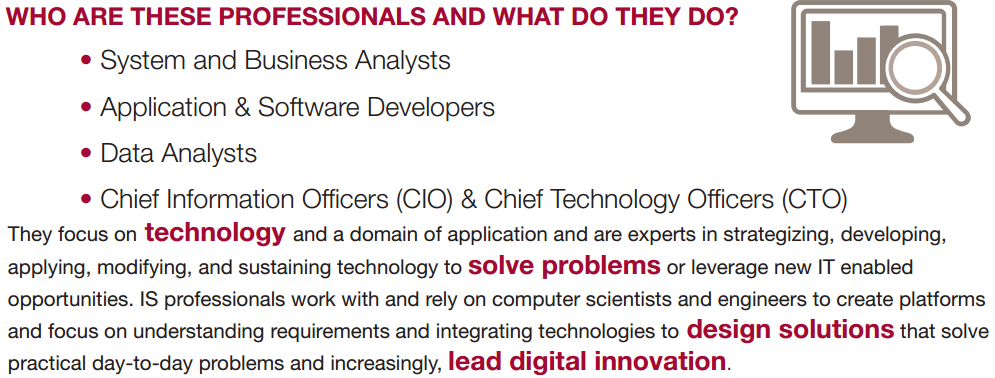 WHO ARE THESE PROFESSIONALS AND WHAT DO THEY DO?
• System and Business Analysts
• Application & Software Developers
• Data Analysts
• Chief Information Officers (CIO) & Chief Technology Officers (CTO)
They focus on technology and a domain of application and are experts in strategizing, developing,
applying, modifying, and sustaining technology to solve problems or leverage new IT enabled
opportunities. IS professionals work with and rely on computer scientists and engineers to create platforms
and focus on understanding requirements and integrating technologies to design solutions that solve
practical day-to-day problems and increasingly, lead digital innovation.